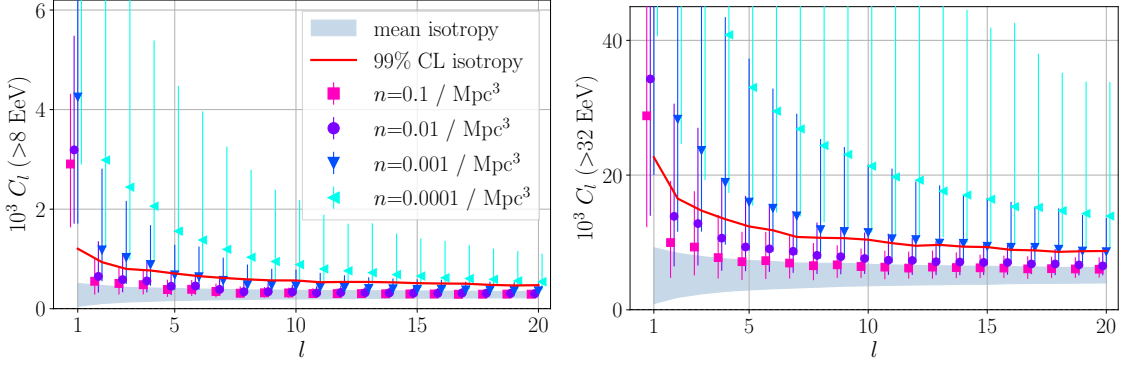 10³ Cₗ (>8 EeV)
6
4
2
0
1
5
10
15
20
l
mean isotropy
99% CL isotropy
n=0.1 / Mpc³
n=0.01 / Mpc³
n=0.001 / Mpc³
n=0.0001 / Mpc³
10³ Cₗ (>32 EeV)
40
20
0
1
5
10
15
20
l